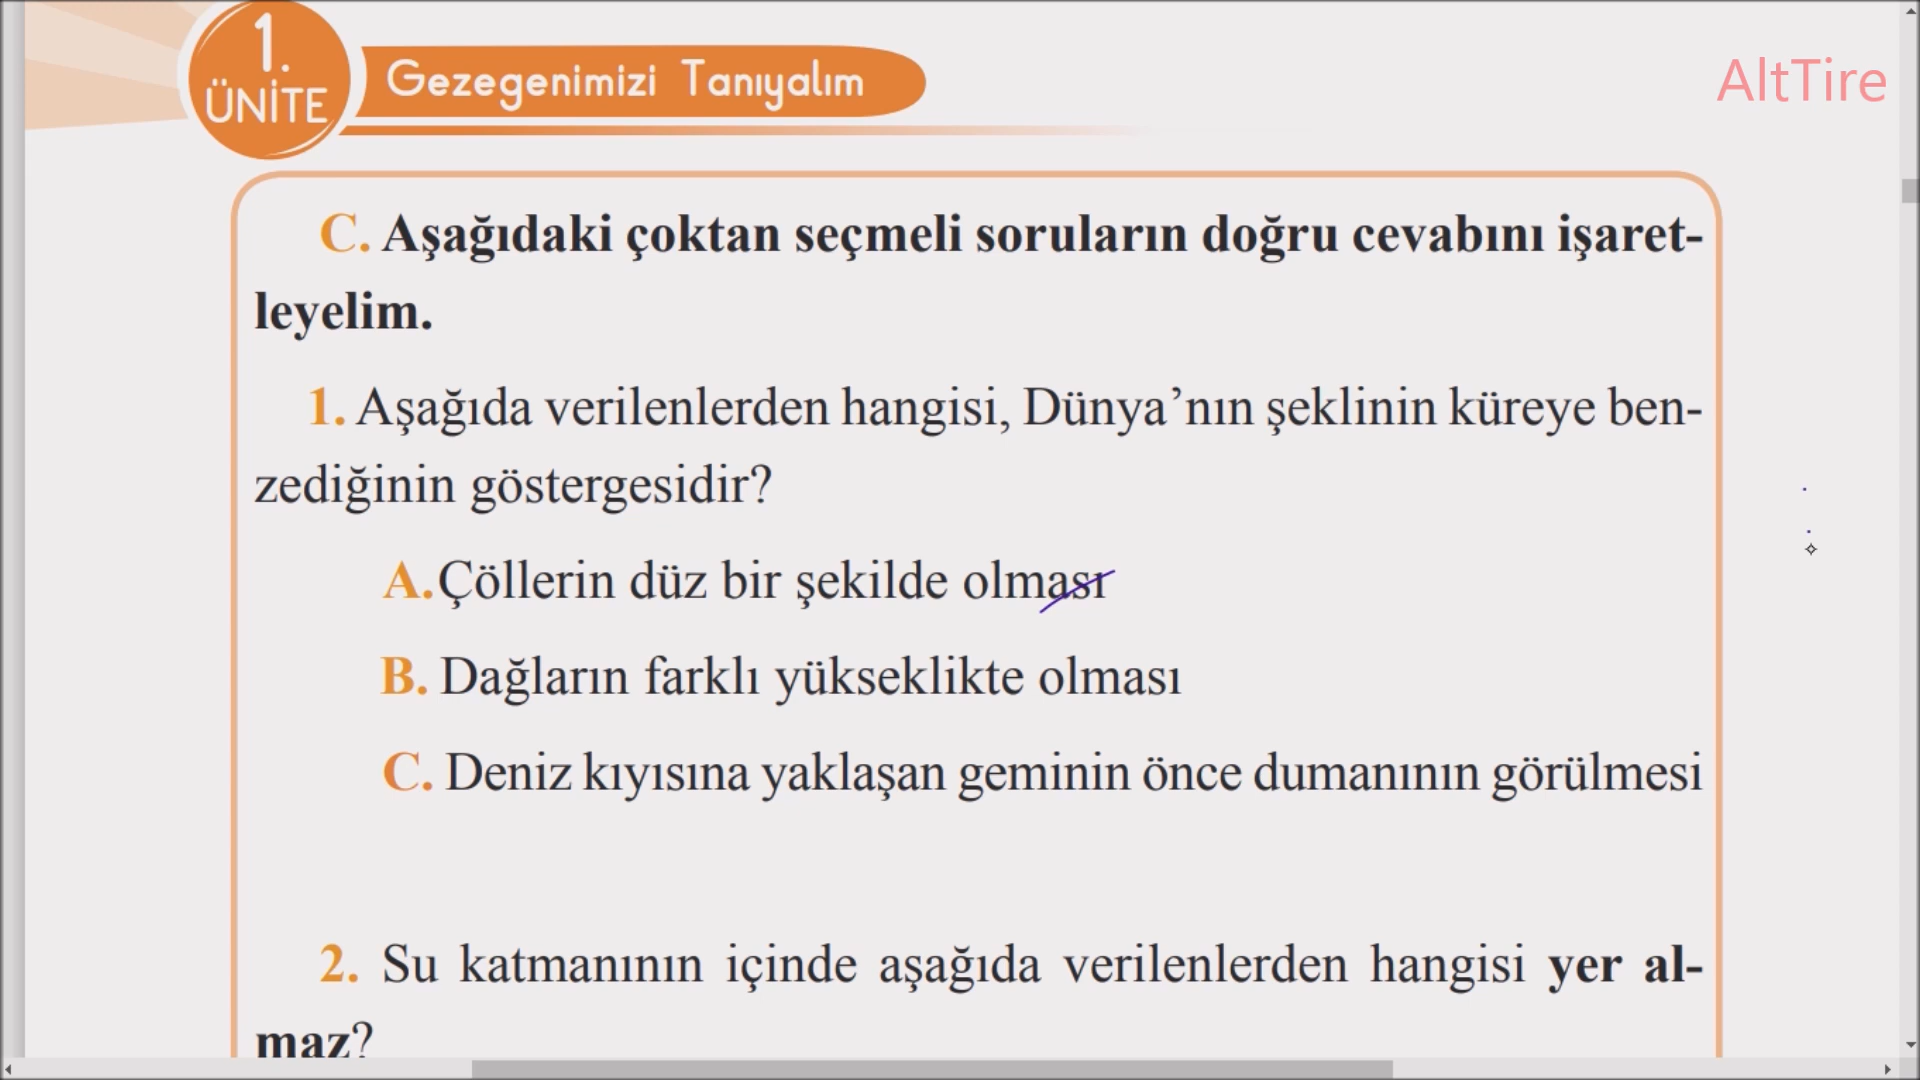 1.
ÜNİTE
Gezegenimizi Tanıyalım
AltTire
C. Aşağıdaki çoktan seçmeli soruların doğru cevabını işaret-
leyelim.
1. Aşağıda verilenlerden hangisi, Dünya’nın şeklinin küreye ben-
zediğinin göstergesidir?
A.Çöllerin düz bir şekilde olması
B. Dağların farklı yükseklikte olması
C. Deniz kıyısına yaklaşan geminin önce dumanının görülmesi
2. Su katmanının içinde aşağıda verilenlerden hangisi yer al-
maz?